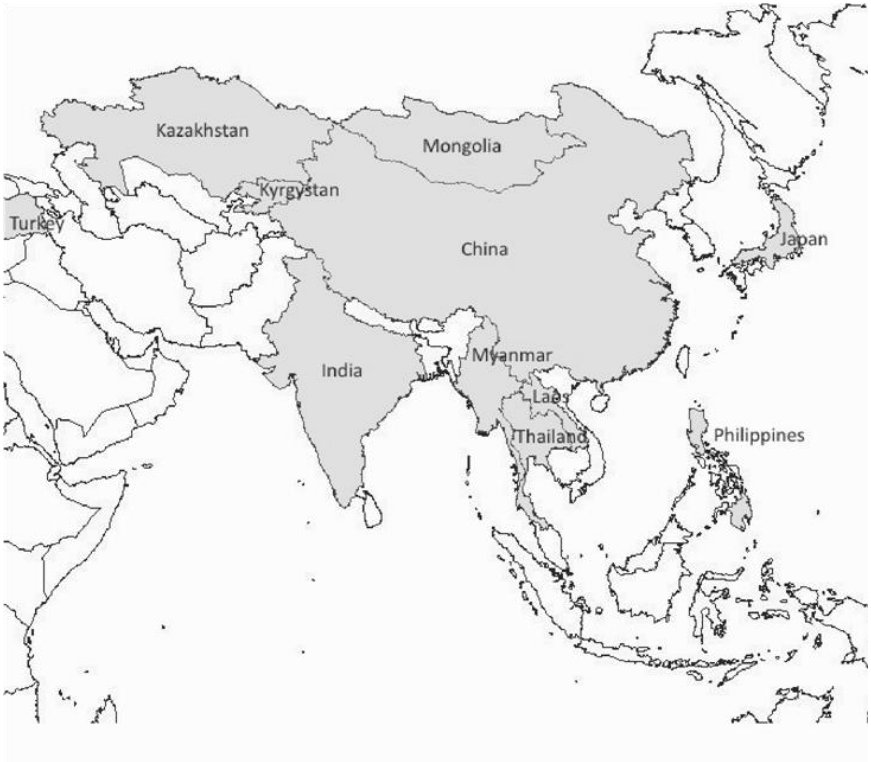 Kazakhstan
Mongolia
Kyrgystan
Turkey
China
Japan
Myanmar
India
Laos
Thailand
Philippines